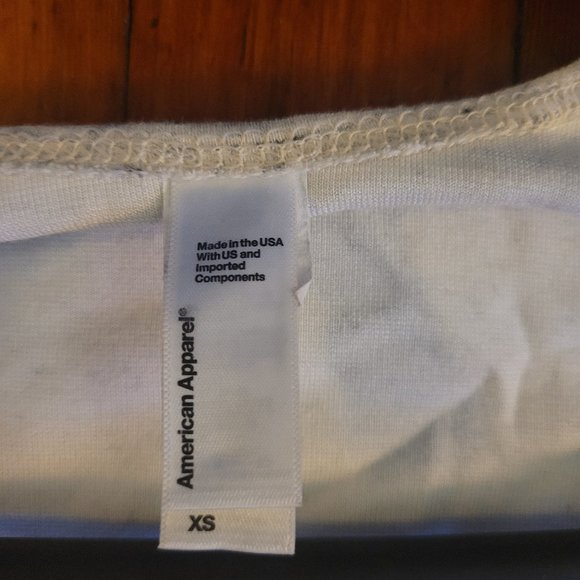 Made in the USA
With US and
Imported
Components
American Apparel®
XS